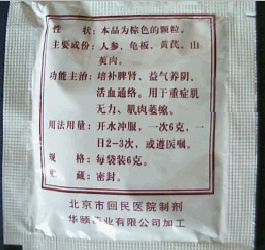 性　状：本品为棕色的颗粒。
主要成份：人参、龟板、黄芪、山
萸肉。
功能主治：培补脾肾、益气养阴、
活血通络。用于重症肌
无力、肌肉萎缩。
用法用量：开水冲服，一次6克，一
日2-3次，或遵医嘱。
规　格：每袋装6克。
贮　藏：密封。
北京市回民医院制剂
华颐药业有限公司加工